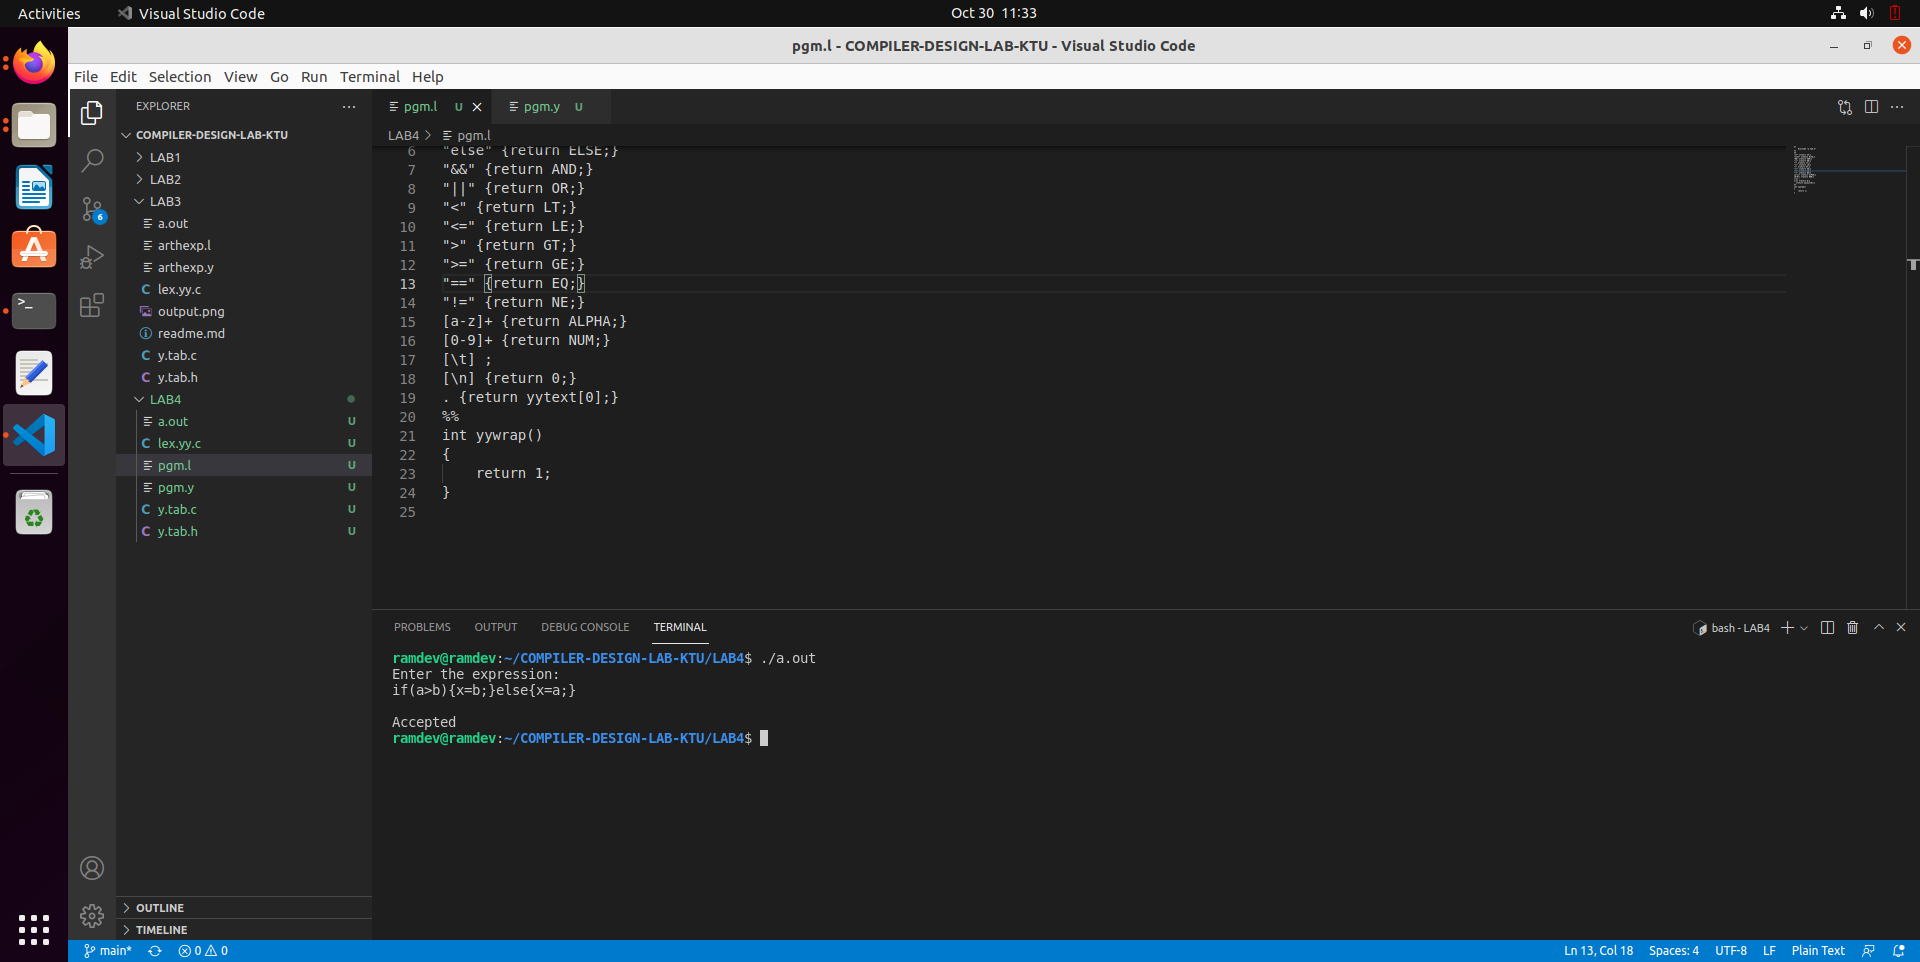 Activities
Visual Studio Code
Oct 30 11:33
pgm.l - COMPILER-DESIGN-LAB-KTU - Visual Studio Code
File Edit Selection View Go Run Terminal Help
EXPLORER
COMPILER-DESIGN-LAB-KTU
LAB1
LAB2
LAB3
a.out
arthexp.l
arthexp.y
lex.yy.c
output.png
readme.md
C y.tab.c
C y.tab.h
LAB4
a.out U
C lex.yy.c U
pgm.l U
pgm.y U
C y.tab.c U
C y.tab.h U
OUTLINE
TIMELINE
6
pgm.l U
pgm.y U
LAB4 > pgm.l
6 "else" {return ELSE;}
7 "&&" {return AND;}
8 "||" {return OR;}
9 "<" {return LT;}
10 "<=" {return LE;}
11 ">" {return GT;}
12 ">=" {return GE;}
13 "==" {return EQ;}
14 "!=" {return NE;}
15 [a-z]+ {return ALPHA;}
16 [0-9]+ {return NUM;}
17 [\t] ;
18 [\n] {return 0;}
19 . {return yytext[0];}
20 %%
21 int yywrap()
22 {
23 return 1;
24 }
25
PROBLEMS OUTPUT DEBUG CONSOLE TERMINAL
bash - LAB4
ramdev@ramdev:~/COMPILER-DESIGN-LAB-KTU/LAB4$ ./a.out
Enter the expression:
if(a>b){x=b;}else{x=a;}
Accepted
ramdev@ramdev:~/COMPILER-DESIGN-LAB-KTU/LAB4$
main* 0 0
Ln 13, Col 18 Spaces: 4 UTF-8 LF Plain Text